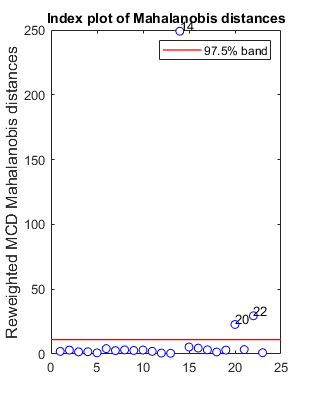 Index plot of Mahalanobis distances
250
14
97.5% band
200
Reweighted MCD Mahalanobis distances
150
100
50
22
20
0
0 5 10 15 20 25